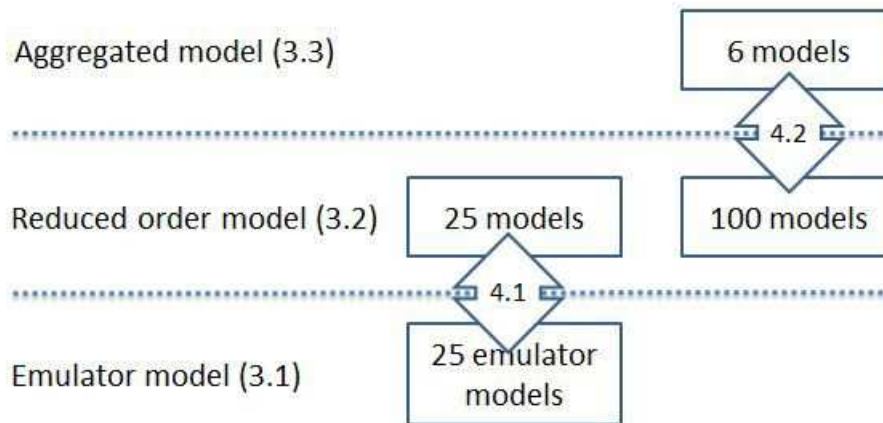 Aggregated model (3.3)
6 models
4.2
Reduced order model (3.2)
25 models
100 models
4.1
Emulator model (3.1)
25 emulator
models